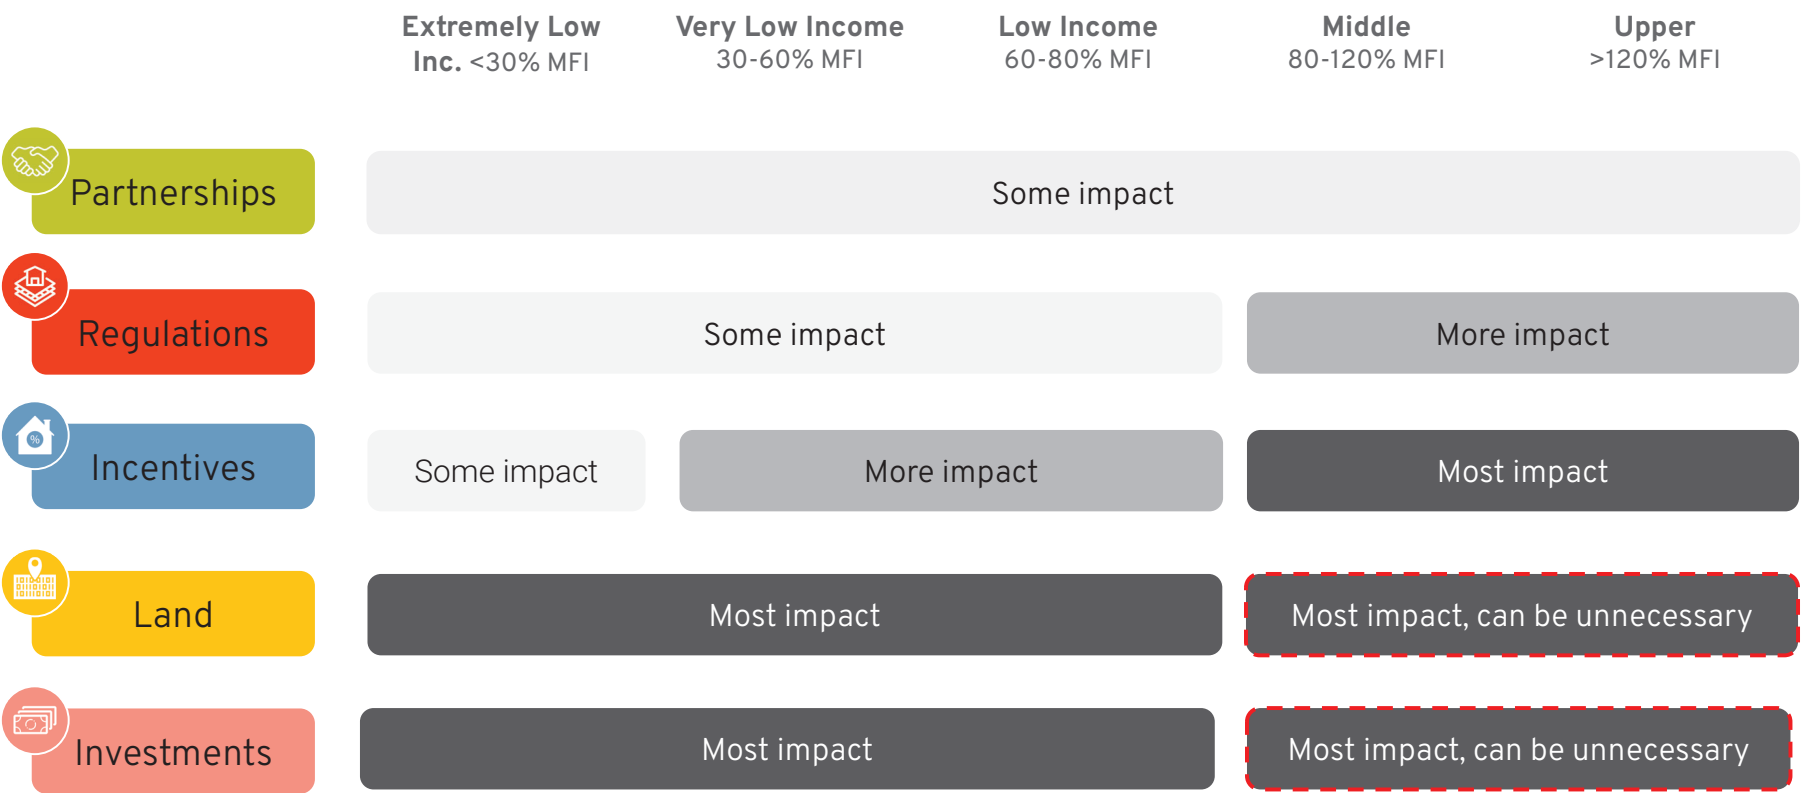 Extremely Low
Inc. <30% MFI
Very Low Income
30-60% MFI
Low Income
60-80% MFI
Middle
80-120% MFI
Upper
>120% MFI
Partnerships
Some impact
Regulations
Some impact
More impact
%
Incentives
Some impact
More impact
Most impact
Land
Most impact
Most impact, can be unnecessary
Investments
Most impact
Most impact, can be unnecessary